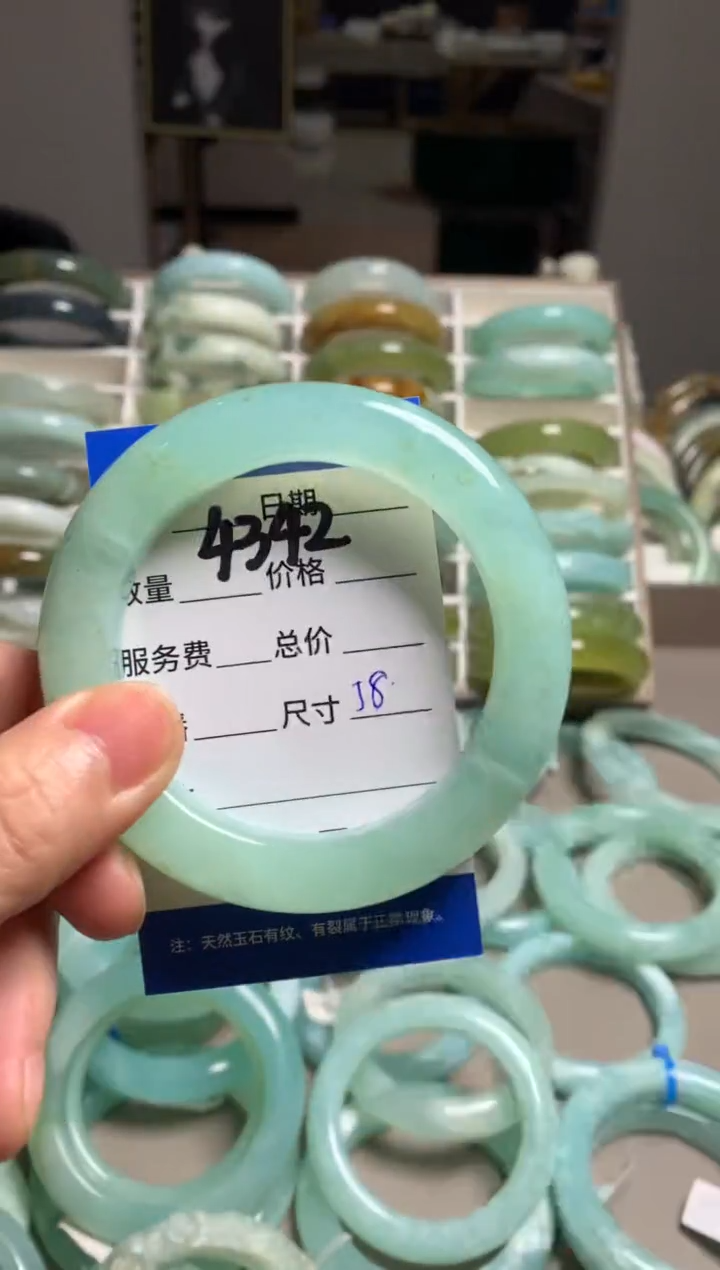 日期
4342
数量 价格
服务费 总价
尺寸 58
注：天然玉石有纹、有裂属于正常现象。